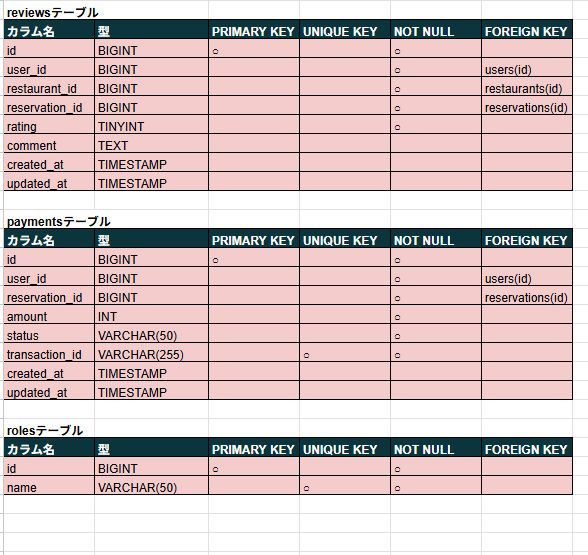 reviewsテーブル
カラム名 型 PRIMARY KEY UNIQUE KEY NOT NULL FOREIGN KEY
id BIGINT ○ ○
user_id BIGINT ○ users(id)
restaurant_id BIGINT ○ restaurants(id)
reservation_id BIGINT ○ reservations(id)
rating TINYINT ○
comment TEXT
created_at TIMESTAMP
updated_at TIMESTAMP
paymentsテーブル
カラム名 型 PRIMARY KEY UNIQUE KEY NOT NULL FOREIGN KEY
id BIGINT ○ ○
user_id BIGINT ○ users(id)
reservation_id BIGINT ○ reservations(id)
amount INT ○
status VARCHAR(50) ○
transaction_id VARCHAR(255) ○ ○
created_at TIMESTAMP
updated_at TIMESTAMP
rolesテーブル
カラム名 型 PRIMARY KEY UNIQUE KEY NOT NULL FOREIGN KEY
id BIGINT ○ ○
name VARCHAR(50) ○ ○